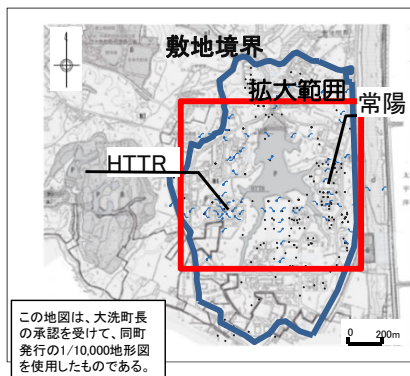 敷地境界
拡大範囲
常陽
HTTR
この地図は、大洗町長
の承認を受けて、同町
発行の1/10,000地形図
を使用したものである。
0 200m